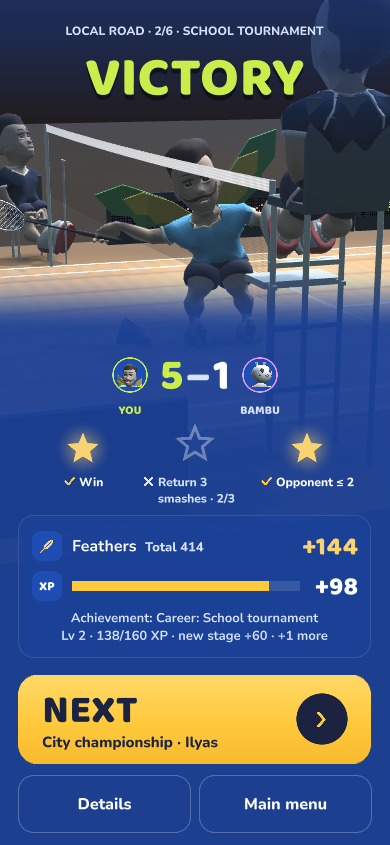 LOCAL ROAD · 2/6 · SCHOOL TOURNAMENT
VICTORY
5–1
YOU
BAMBU
Win
Return 3
smashes · 2/3
Opponent ≤ 2
Feathers Total 414 +144
XP +98
Achievement: Career: School tournament
Lv 2 · 138/160 XP · new stage +60 · +1 more
NEXT
City championship · Ilyas
Details
Main menu